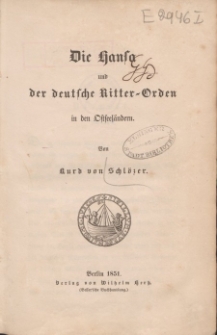 E 2946 I
Die Hansa
und
der deutsche Ritter-Orden
in den Ostseeländern.
Von
Kurd von Schlözer.
Berlin 1851.
Verlag von Wilhelm Hertz.
(Bessersche Buchhandlung.)